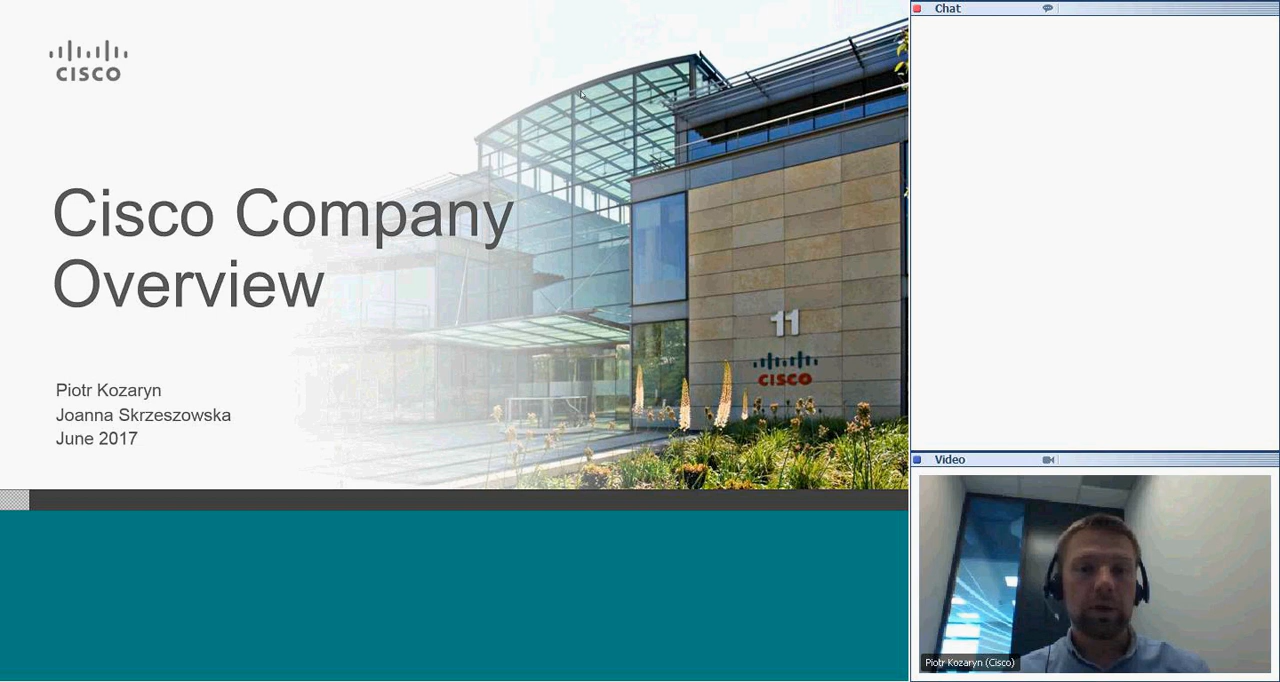 CISCO
Cisco Company
Overview
Piotr Kozaryn
Joanna Skrzeszowska
June 2017
11
CISCO
Chat
Video
Piotr Kozaryn (Cisco)